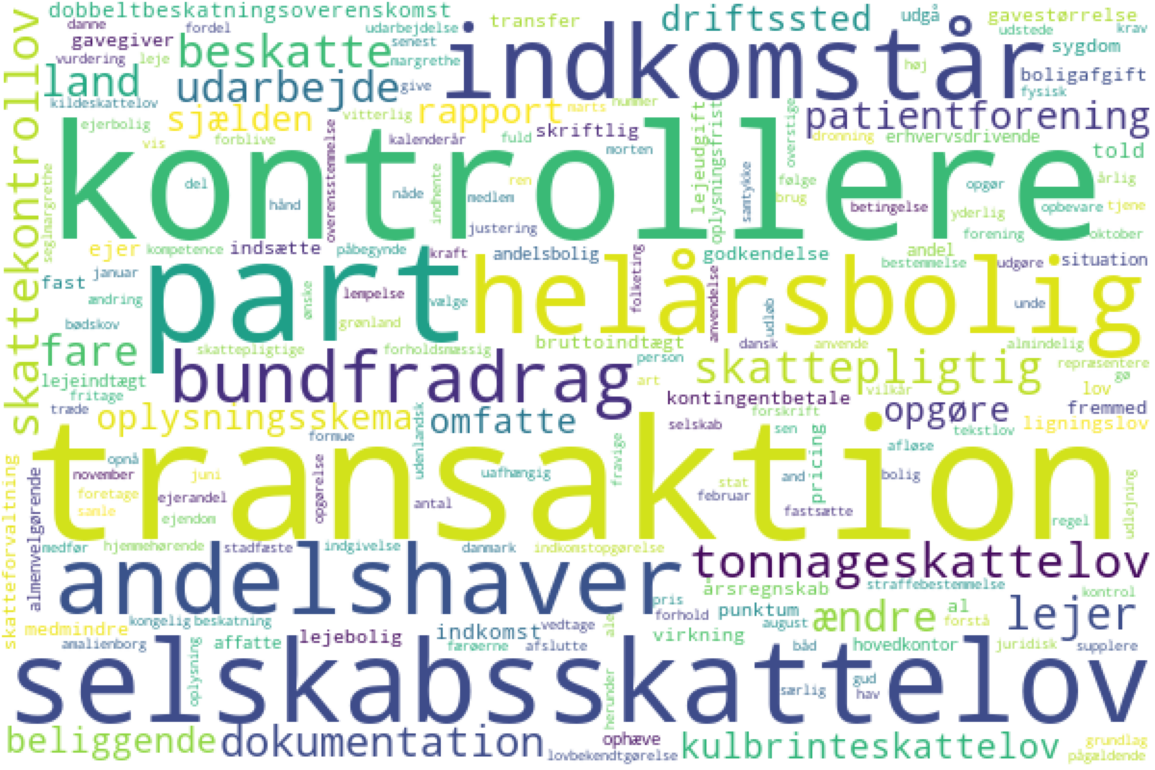 dobbeltbeskatningsoverenskomst
transfer
driftssted
udgå
gavestørrelse
danne
fordel
udarbejdelse
udstede
krav
gavegiver
beskatte
senest
indkomstår
sygdom
vurdering
leje
margrethe
land
udarbejde
give
høj
boligafgift
kildeskattelov
fysisk
skattekontrollov
sjælden
vitterlig
rapport
marts
nummer
patientforening
ejerbolig
overensstemmelse
kalenderår
fuld
skriftlig
lejeudgift
oplysningsfrist
overstige
dronning
erhvervsdrivende
vis
forblive
morten
told
kontrollere
segimargrethe
del
nåde
indhente
medlem
ren
samtykke
følge
opgør
årlig
hånd
justering
brug
betingelse
yderlig
opbevare
tjene
forening
oktober
ejer
kompetence
indsætte
påbegynde
kraft
andelsbolig
folketing
godkendelse
andel
bestemmelse
udgøre
situation
fast
januar
part
helårsbolig
ændring
ønske
lempelse
vælge
anvendelse
udløb
unde
bødskov
grønland
bruttoindtægt
dansk
anvende
almindelig
fare
skattepligtige
forholdsmæssig
person
skattepligtig
repræsentere
gø
lejeindtægt
bundfradrag
art
vilkår
lov
fritage
kontingentbetale
træde
oplysningsskema
omfatte
selskab
forskrift
opgøre
fremmed
formue
udenlandsk
fravige
sen
tekstlov
ligningslov
transaktion
opnå
afløse
skatteforvaltning
almenvelgørende
november
juni
opgørelse
uafhængig
stat
and
pricing
bolig
foretage
ejerandel
antal
februar
udlejning
samle
ejendom
fastsætte
regel
medfør
hjemmehørende
stadfæste
indgivelse
danmark
indkomstopgørelse
andelshaver
tonnageskattelov
årsregnskab
straffebestemmelse
kontrol
pris
forhold
punktum
ændre
al
lejer
kongelig
beskatning
ale
august
forstå
medmindre
vedtage
indkomst
virkning
amalienborg
affatte
lejebolig
færøerne
afslutte
båd
hovedkontor
juridisk
supplere
selskabsskattelov
oplysning
herunder
særlig
gud
hav
beliggende
dokumentation
ophæve
lovbekendtgørelse
kulbrinteskattelov
grundlag
pågældende